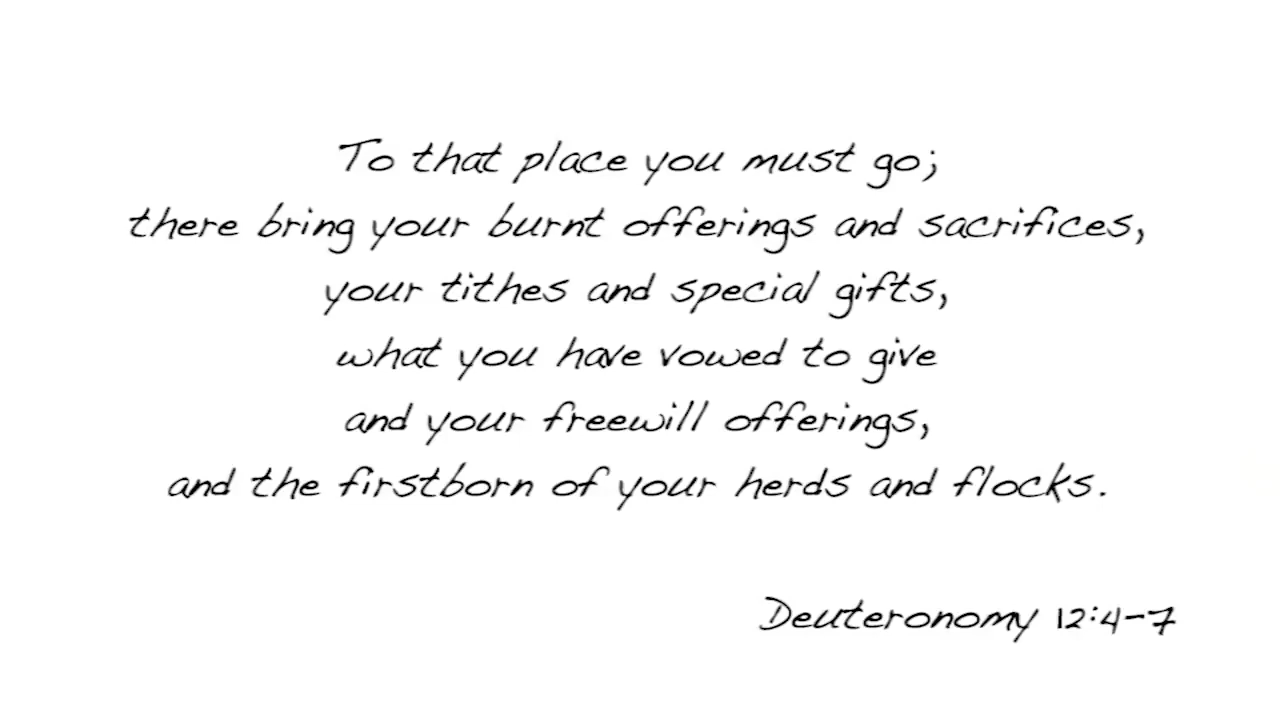 To that place you must go;
there bring your burnt offerings and sacrifices,
your tithes and special gifts,
what you have vowed to give
and your freewill offerings,
and the firstborn of your herds and flocks.
Deuteronomy 12:4-7